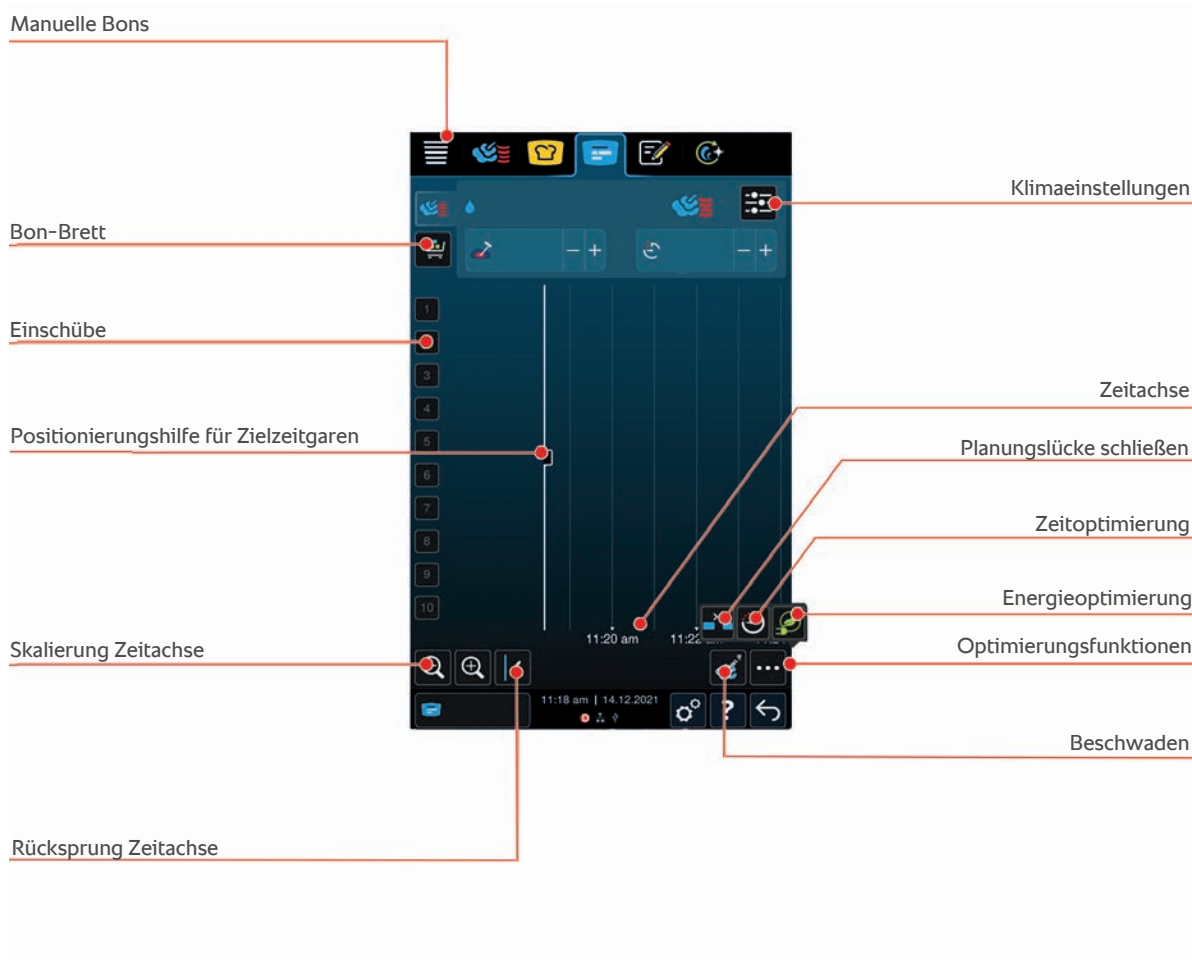 Manuelle Bons
Klimaeinstellungen
Bon-Brett
− +
− +
1
Einschübe
3
Zeitachse
4
Positionierungshilfe für Zielzeitgaren
5
Planungslücke schließen
6
7
Zeitoptimierung
8
9
Energieoptimierung
10
11:20 am
11:22
Skalierung Zeitachse
Optimierungsfunktionen
11:18 am | 14.12.2021
?
Beschwaden
Rücksprung Zeitachse